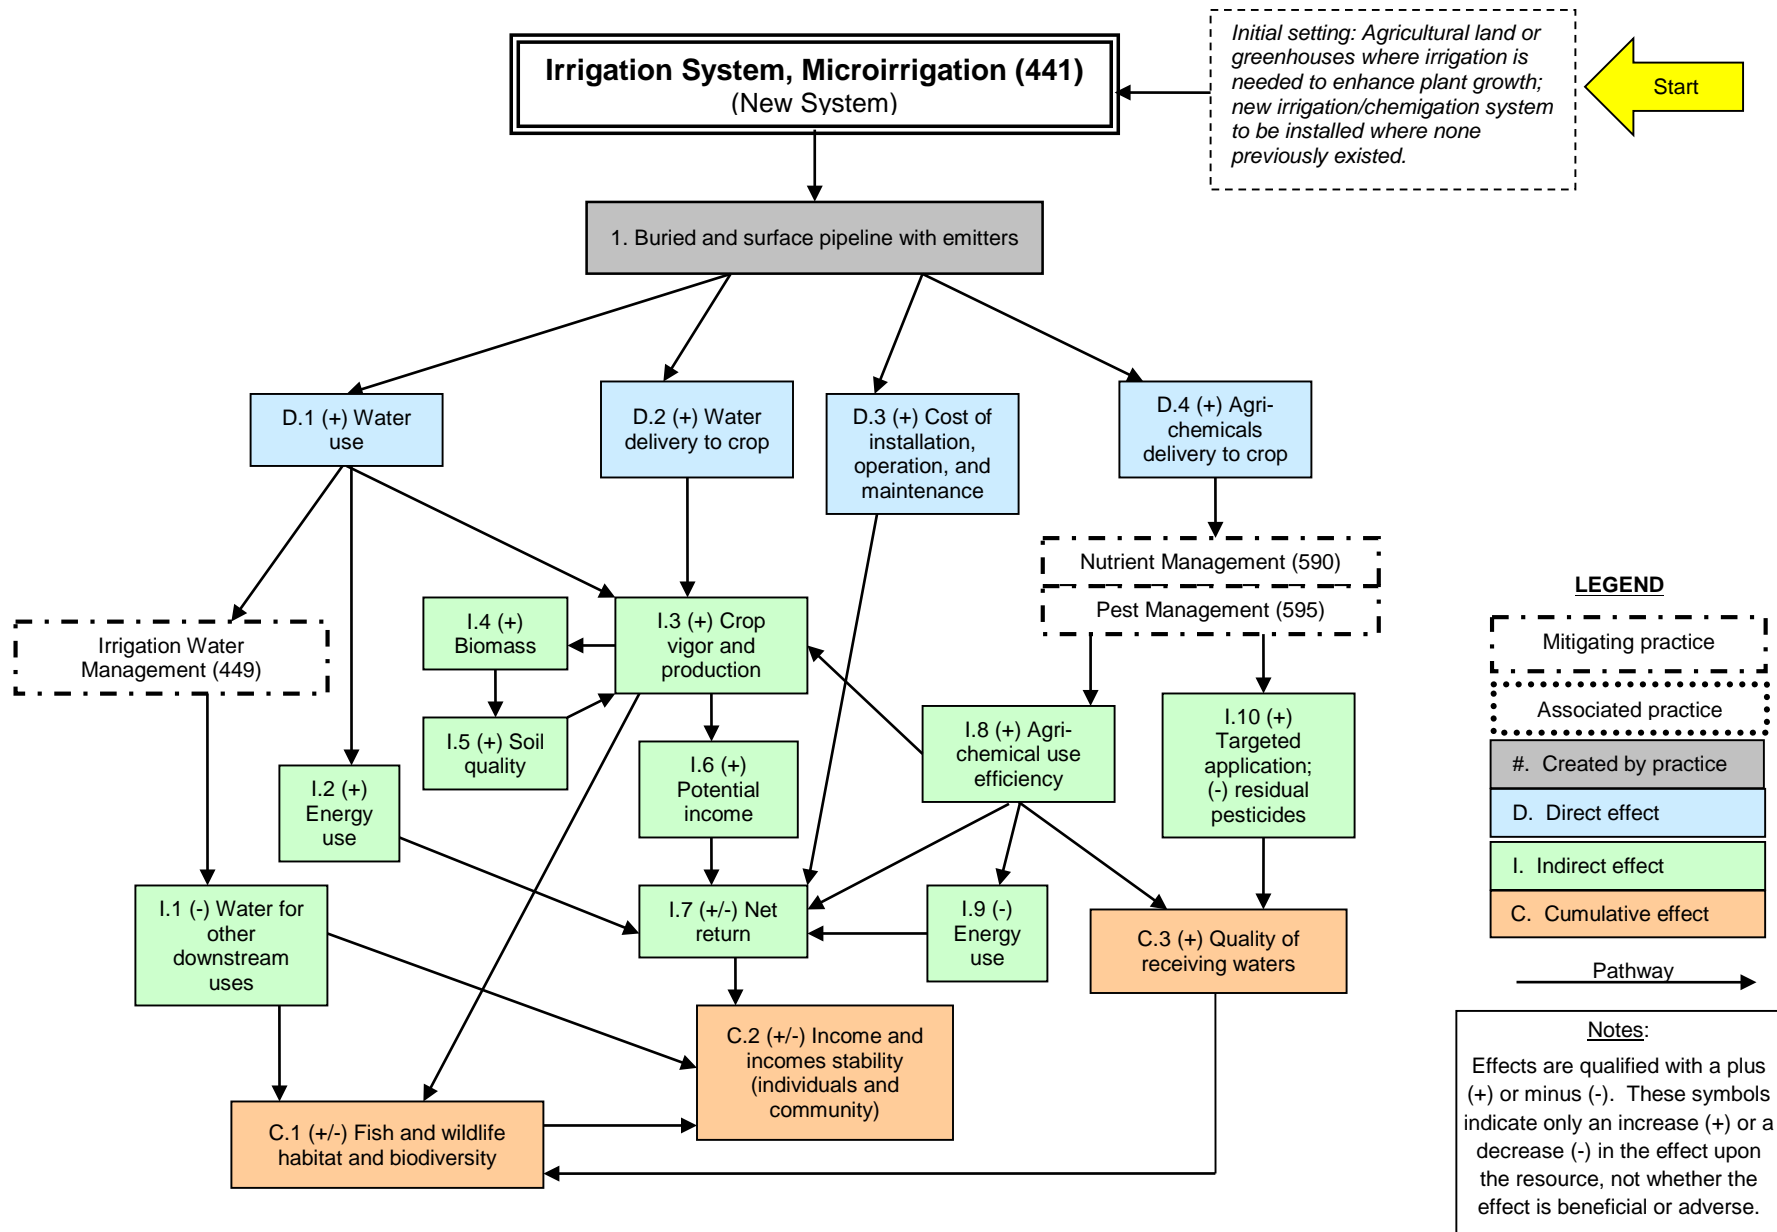 Irrigation System, Microirrigation (441)
(New System)
Initial setting: Agricultural land or
greenhouses where irrigation is
needed to enhance plant growth;
new irrigation/chemigation system
to be installed where none
previously existed.
Start
1. Buried and surface pipeline with emitters
D.1 (+) Water
use
D.2 (+) Water
delivery to crop
D.3 (+) Cost of
installation,
operation, and
maintenance
D.4 (+) Agri-
chemicals
delivery to crop
Nutrient Management (590)
Pest Management (595)
Irrigation Water
Management (449)
I.4 (+)
Biomass
I.3 (+) Crop
vigor and
production
I.5 (+) Soil
quality
I.2 (+)
Energy
use
I.6 (+)
Potential
income
I.8 (+) Agri-
chemical use
efficiency
I.10 (+)
Targeted
application;
(-) residual
pesticides
I.1 (-) Water for
other
downstream
uses
I.7 (+/-) Net
return
I.9 (-)
Energy
use
C.3 (+) Quality of
receiving waters
C.2 (+/-) Income and
incomes stability
(individuals and
community)
C.1 (+/-) Fish and wildlife
habitat and biodiversity
LEGEND
Mitigating practice
Associated practice
#. Created by practice
D. Direct effect
I. Indirect effect
C. Cumulative effect
Pathway
Notes:
Effects are qualified with a plus
(+) or minus (-). These symbols
indicate only an increase (+) or a
decrease (-) in the effect upon
the resource, not whether the
effect is beneficial or adverse.